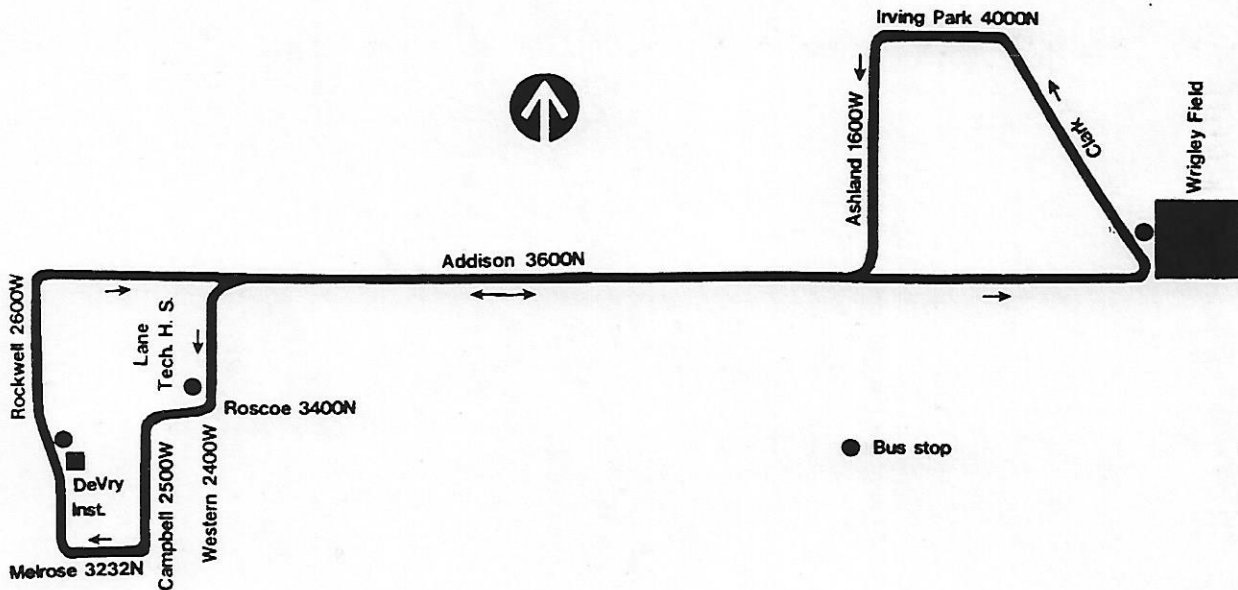 Irving Park 4000N
Ashland 1600W
Clark
Wrigley Field
Addison 3600N
Rockwell 2600W
Lane
Tech. H. S.
Roscoe 3400N
Campbell 2500W
Western 2400W
DeVry
Inst.
Melrose 3232N
Bus stop